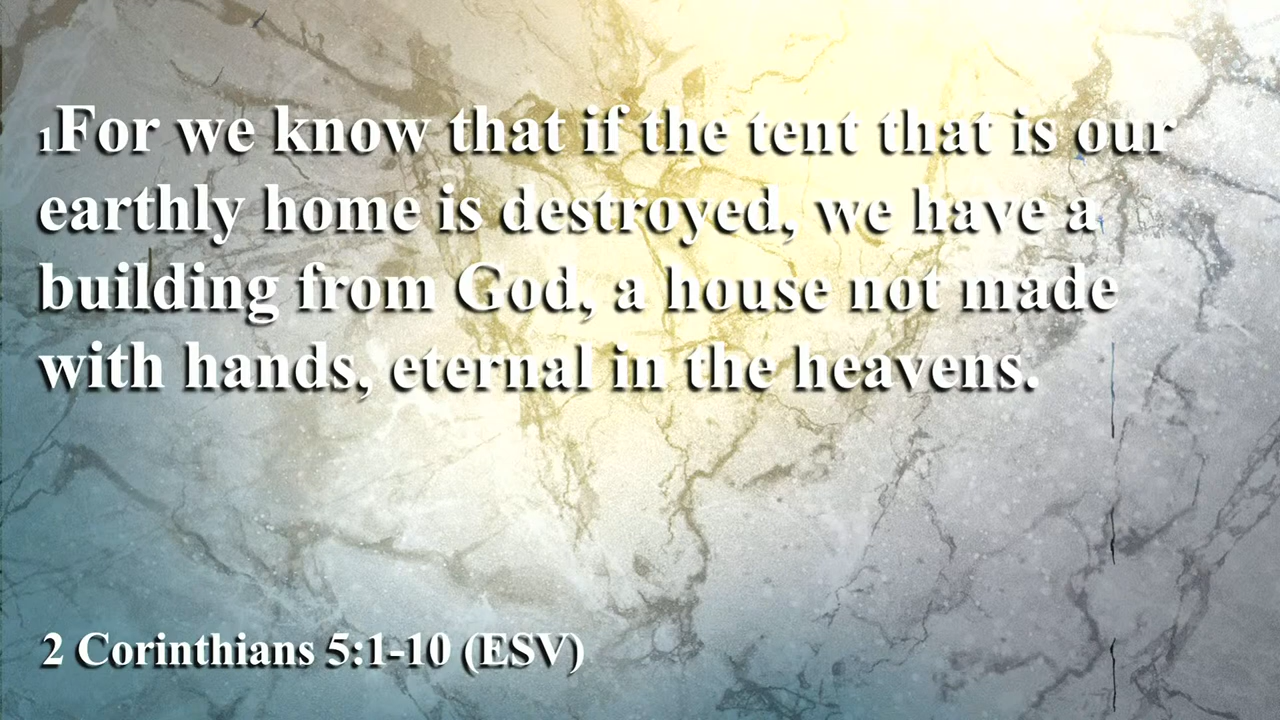 1For we know that if the tent that is our
earthly home is destroyed, we have a
building from God, a house not made
with hands, eternal in the heavens.
2 Corinthians 5:1-10 (ESV)